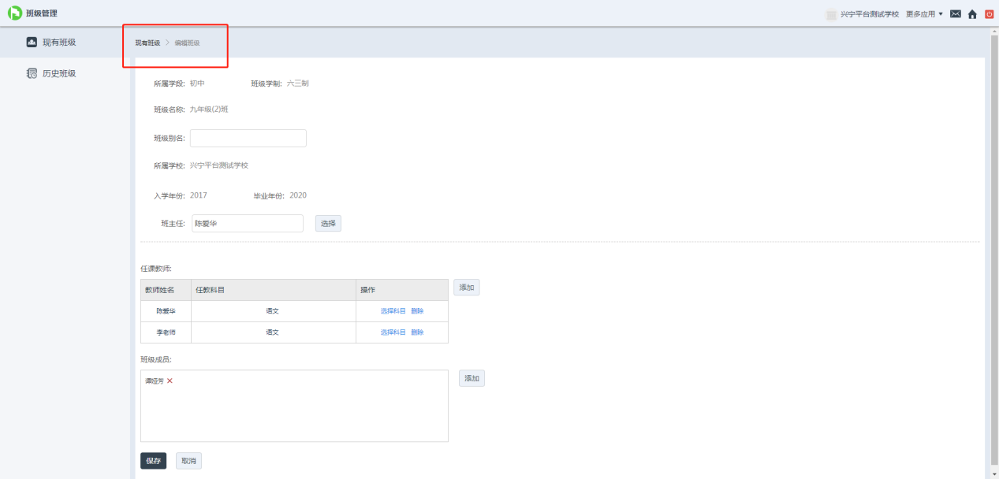 班级管理
兴宁平台测试学校 更多应用
现有班级
历史班级
现有班级 > 编辑班级
所属学段: 初中 班级学制: 六三制
班级名称: 九年级(2)班
班级别名:
所属学校: 兴宁平台测试学校
入学年份: 2017 毕业年份: 2020
班主任: 陈爱华 选择
任课教师:
教师姓名 任教科目 操作 添加
陈爱华 语文 选择科目 删除
李老师 语文 选择科目 删除
班级成员:
谭娅芳 × 添加
保存 取消